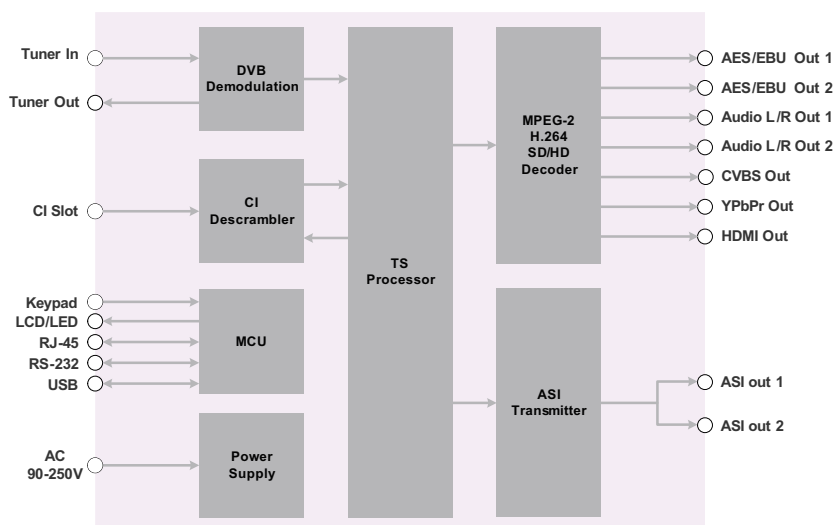 Tuner In
Tuner Out
CI Slot
Keypad
LCD/LED
RJ-45
RS-232
USB
AC
90-250V
DVB
Demodulation
CI
Descrambler
MCU
Power
Supply
TS
Processor
MPEG-2
H.264
SD/HD
Decoder
ASI
Transmitter
AES/EBU Out 1
AES/EBU Out 2
Audio L/R Out 1
Audio L/R Out 2
CVBS Out
YPbPr Out
HDMI Out
ASI out 1
ASI out 2